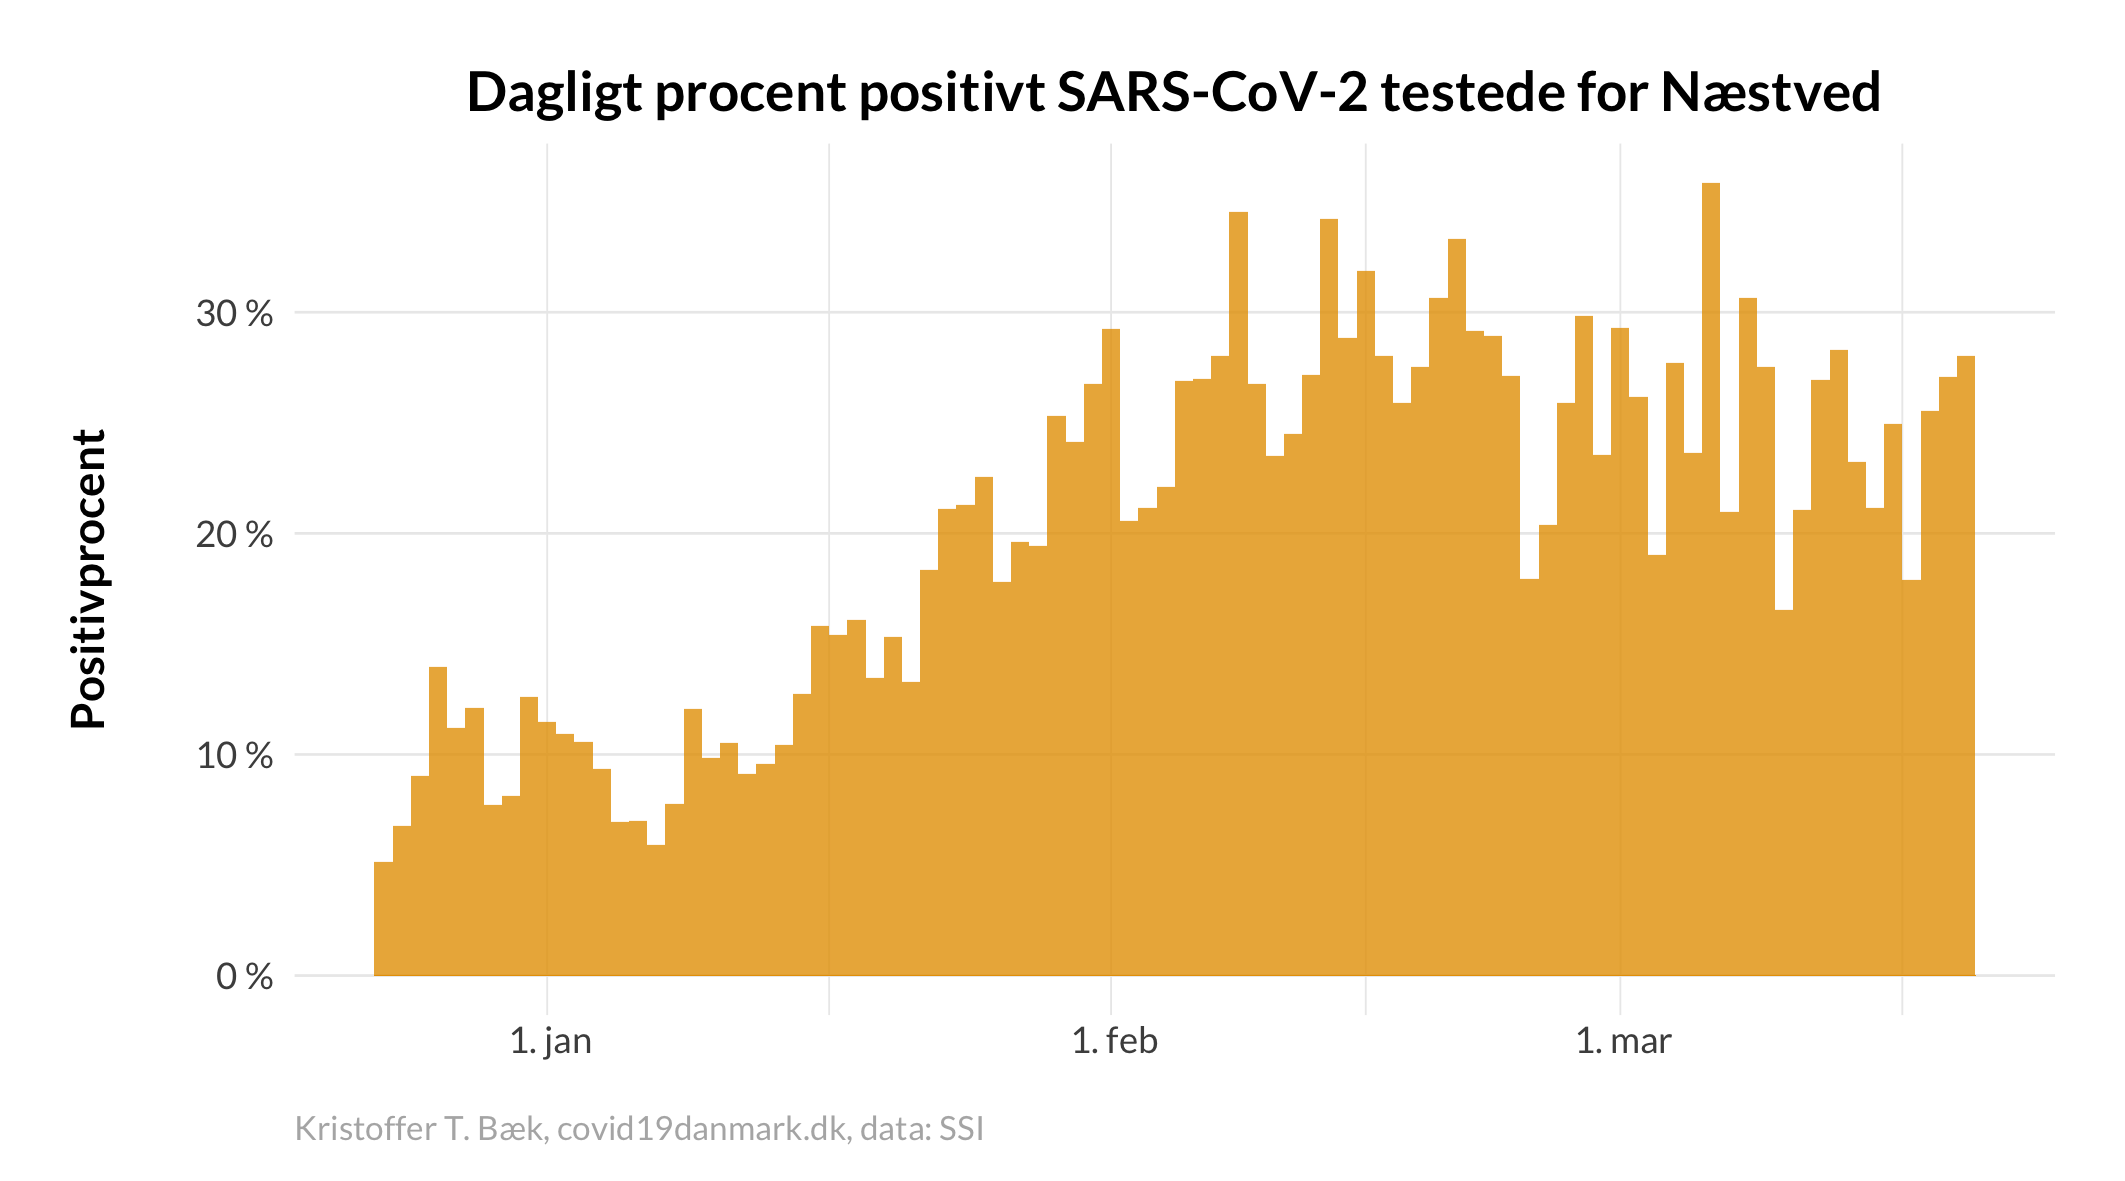 Dagligt procent positivt SARS-CoV-2 testede for Næstved
Positivprocent
30 %
20 %
10 %
0 %
1. jan
1. feb
1. mar
Kristoffer T. Bæk, covid19danmark.dk, data: SSI